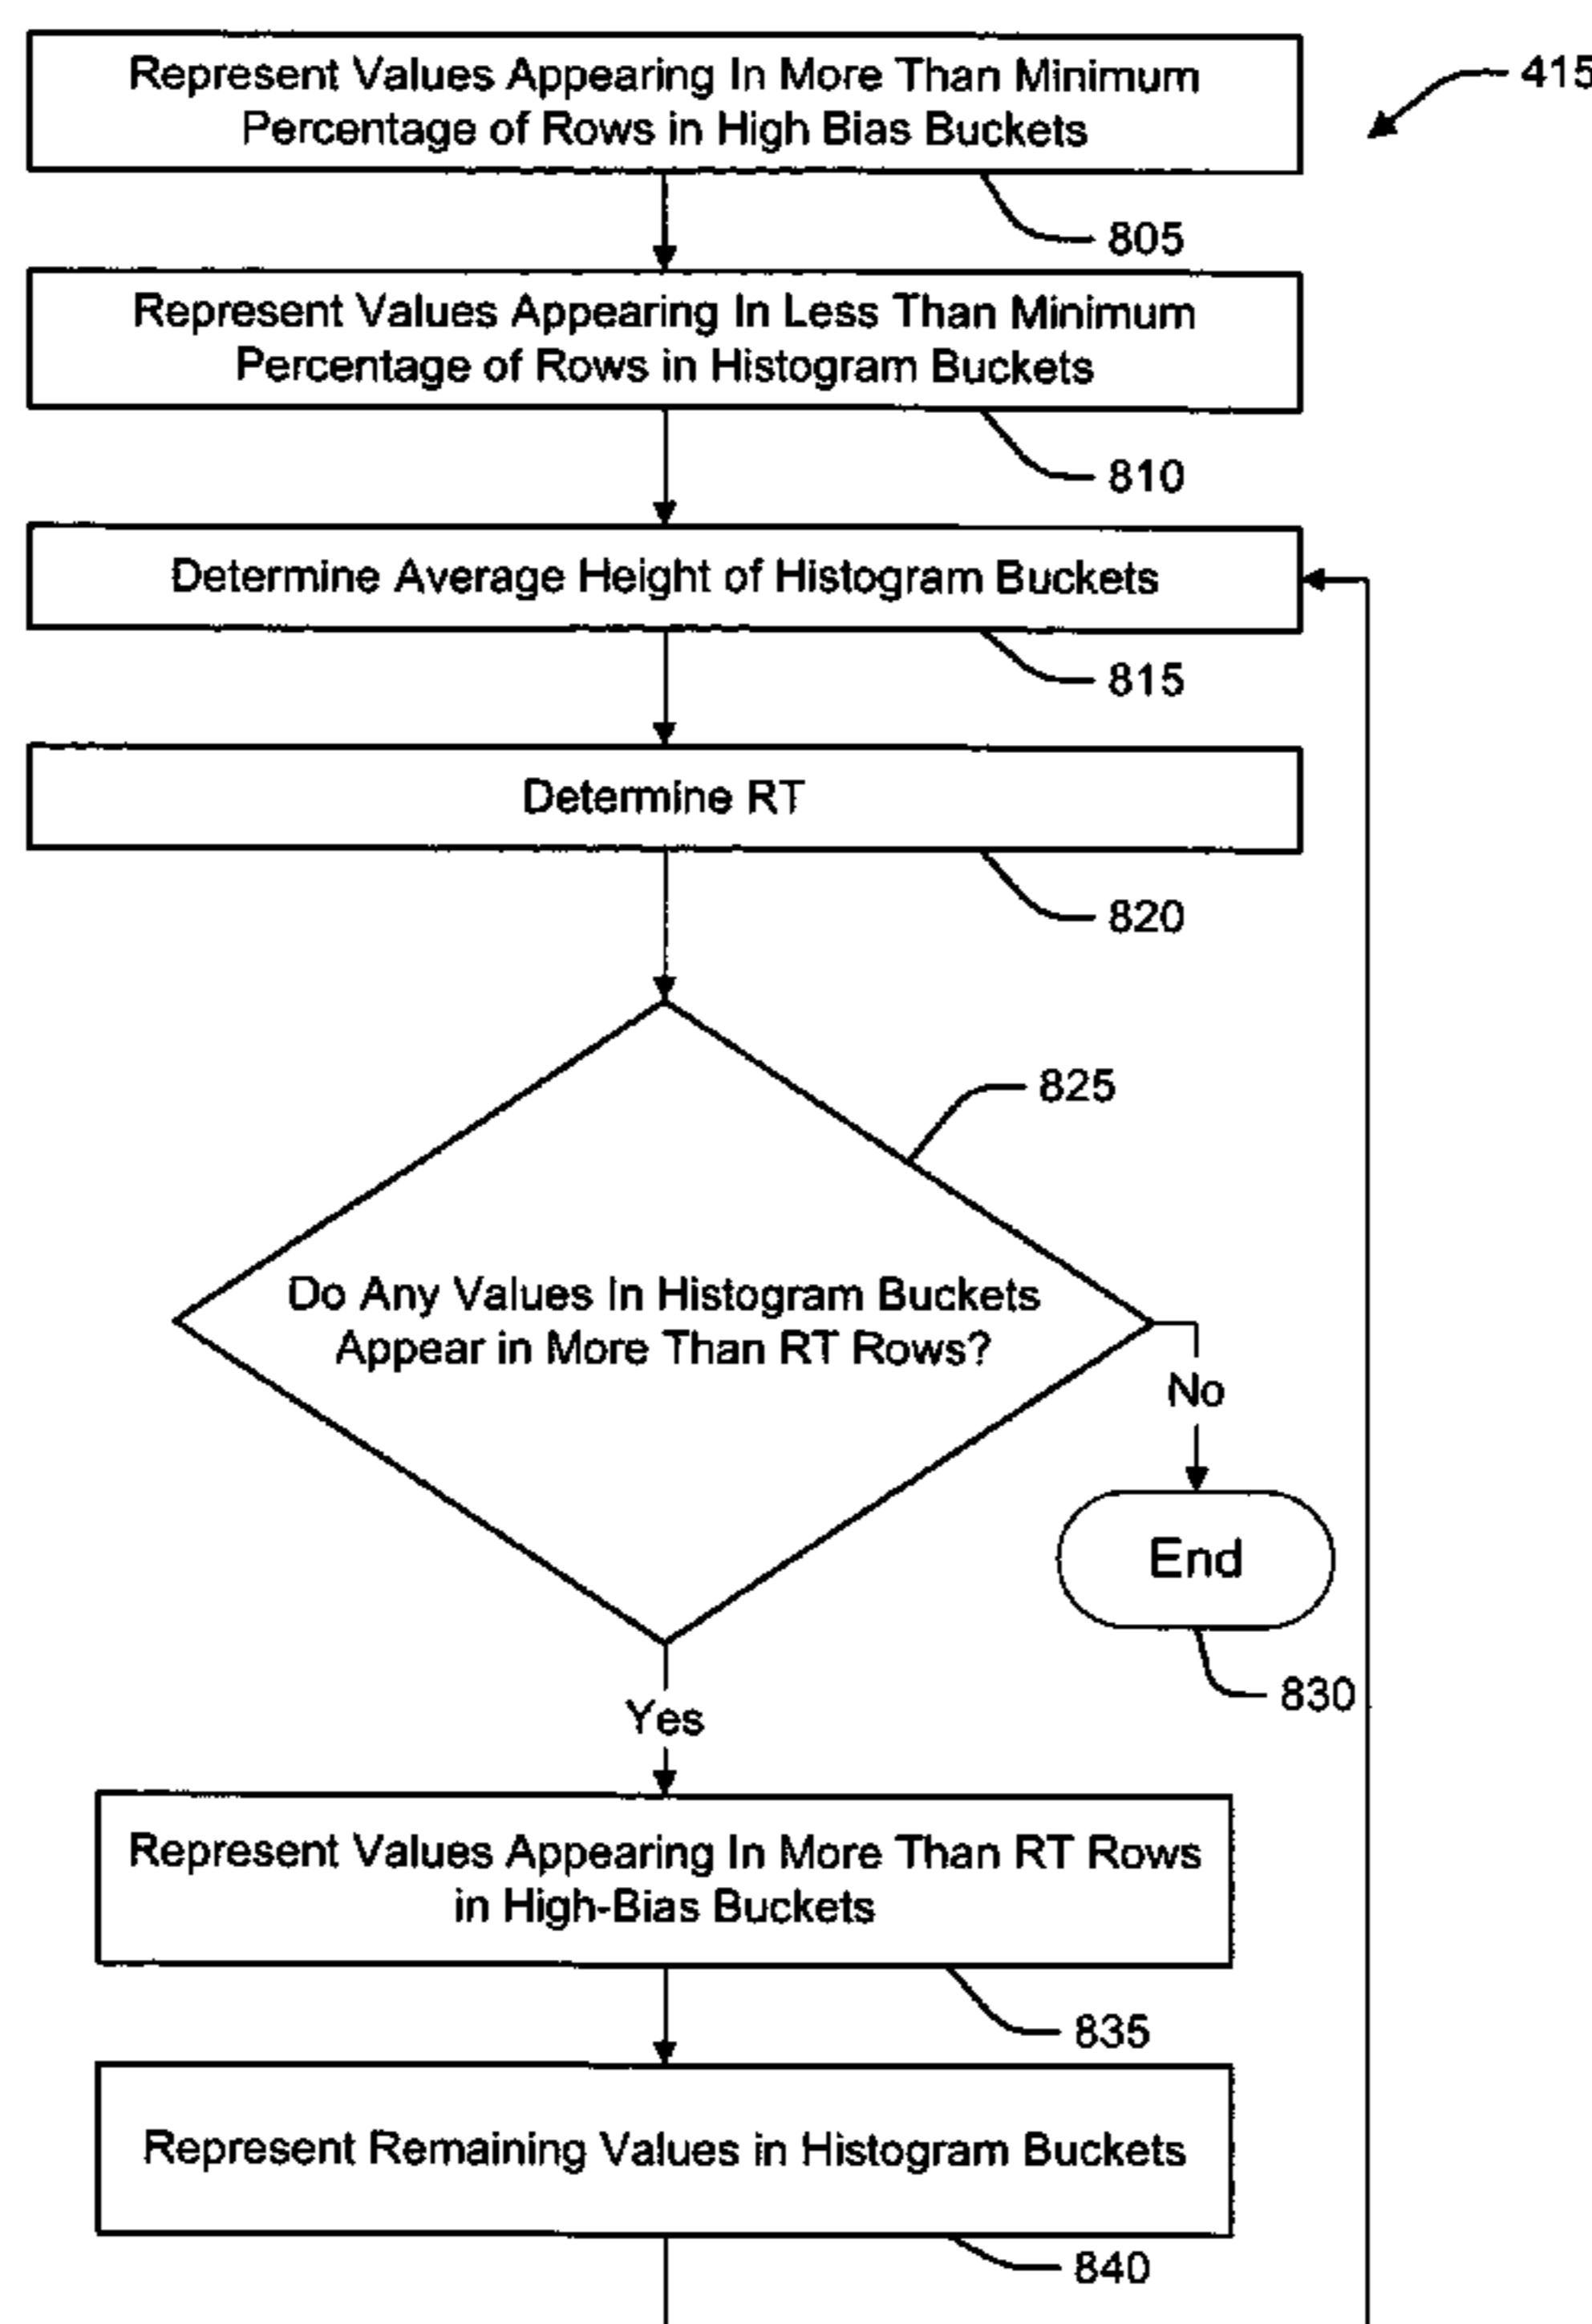 Represent Values Appearing In More Than Minimum
Percentage of Rows in High Bias Buckets
415
805
Represent Values Appearing In Less Than Minimum
Percentage of Rows in Histogram Buckets
810
Determine Average Height of Histogram Buckets
815
Determine RT
820
825
Do Any Values In Histogram Buckets
Appear in More Than RT Rows?
No
End
830
Yes
Represent Values Appearing In More Than RT Rows
in High-Bias Buckets
835
Represent Remaining Values in Histogram Buckets
840